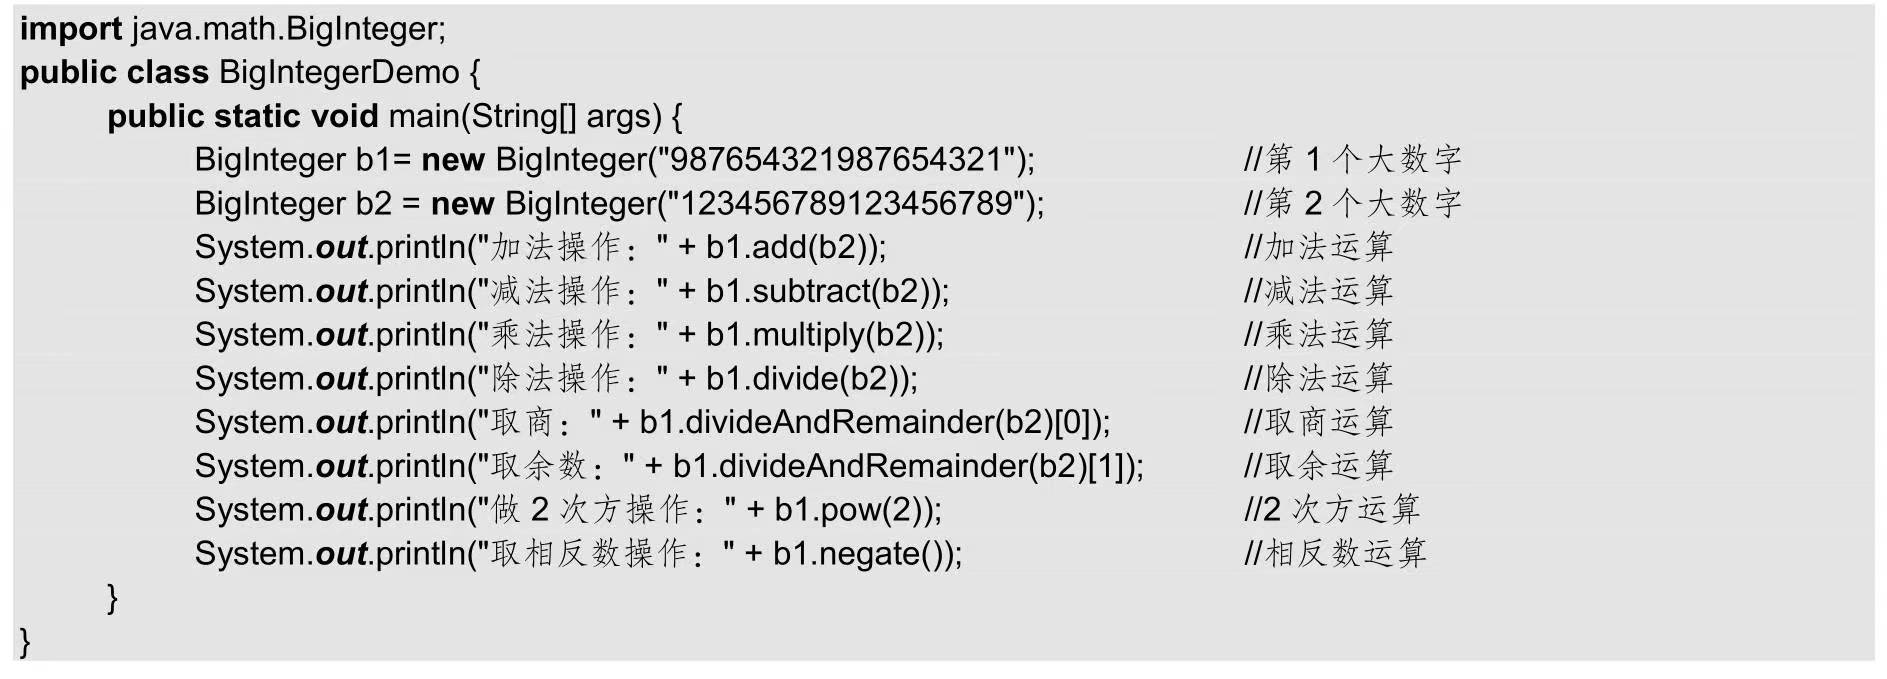 import java.math.BigInteger;
public class BigIntegerDemo {
public static void main(String[] args) {
BigInteger b1= new BigInteger("987654321987654321"); //第 1 个大数字
BigInteger b2 = new BigInteger("123456789123456789"); //第 2 个大数字
System.out.println("加法操作：" + b1.add(b2)); //加法运算
System.out.println("减法操作：" + b1.subtract(b2)); //减法运算
System.out.println("乘法操作：" + b1.multiply(b2)); //乘法运算
System.out.println("除法操作：" + b1.divide(b2)); //除法运算
System.out.println("取商：" + b1.divideAndRemainder(b2)[0]); //取商运算
System.out.println("取余数：" + b1.divideAndRemainder(b2)[1]); //取余运算
System.out.println("做 2 次方操作：" + b1.pow(2)); //2 次方运算
System.out.println("取相反数操作：" + b1.negate()); //相反数运算
}
}